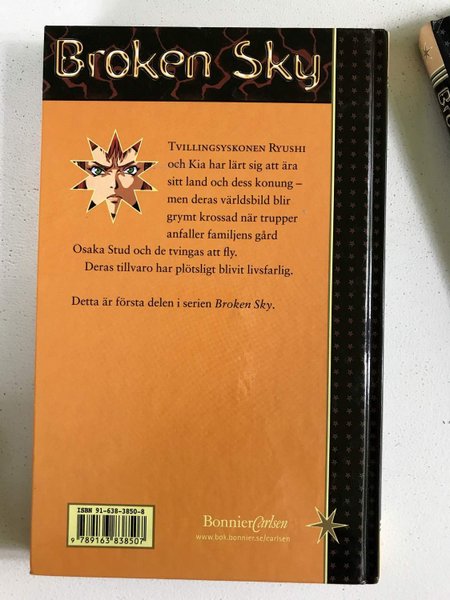 Broken Sky
TVILLINGSYSKONEN RYUSHI
och Kia har lärt sig att ära
sitt land och dess konung –
men deras världsbild blir
grymt krossad när trupper
anfaller familjens gård
Osaka Stud och de tvingas att fly.
Deras tillvaro har plötsligt blivit livsfarlig.
Detta är första delen i serien Broken Sky.
ISBN 91-638-3850-8
9 789163 838507
BonnierCarlsen
www.bok.bonnier.se/carlsen